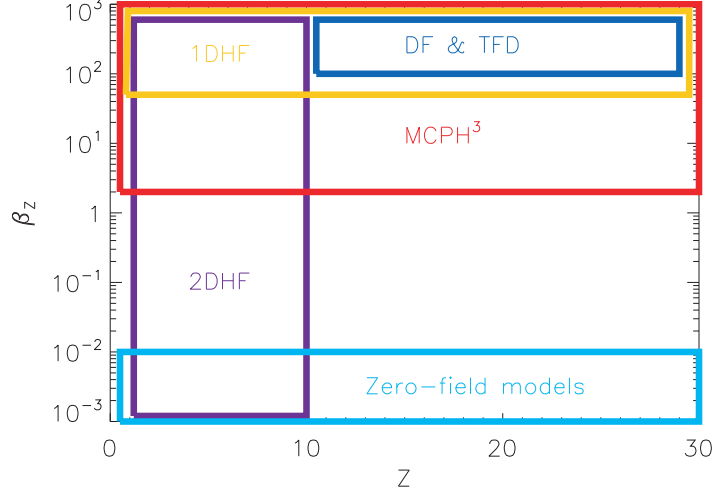 10³
1DHF
DF & TFD
10²
10¹
MCPH³
1
β_Z
10⁻¹
2DHF
10⁻²
Zero-field models
10⁻³
0
10
20
30
Z